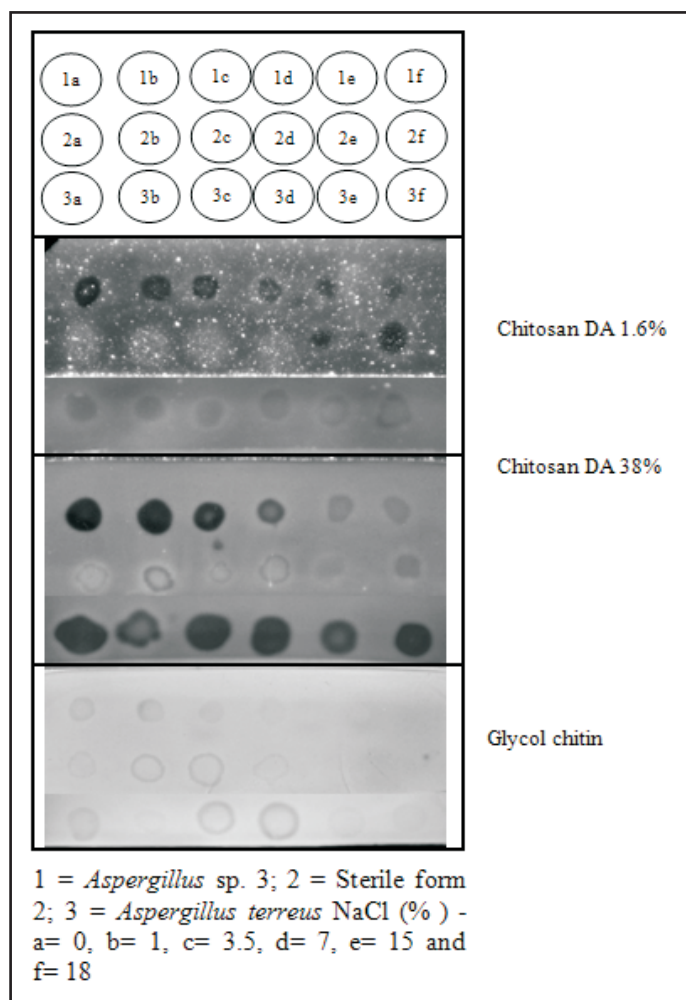 1a 1b 1c 1d 1e 1f
2a 2b 2c 2d 2e 2f
3a 3b 3c 3d 3e 3f
Chitosan DA 1.6%
Chitosan DA 38%
Glycol chitin
1 = Aspergillus sp. 3; 2 = Sterile form
2; 3 = Aspergillus terreus NaCl (% ) -
a= 0, b= 1, c= 3.5, d= 7, e= 15 and
f= 18